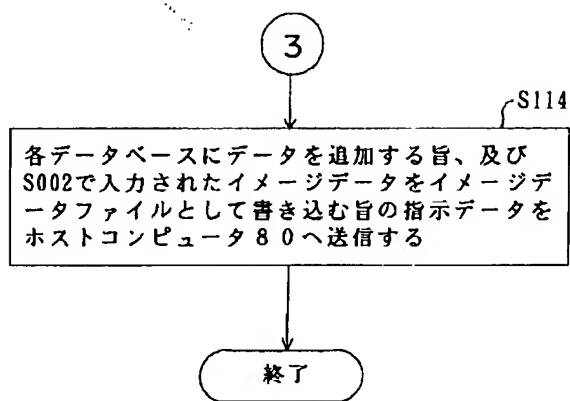 3
S114
各データベースにデータを追加する旨、及び
S002で入力されたイメージデータをイメージデ
ータファイルとして書き込む旨の指示データを
ホストコンピュータ80へ送信する
終了